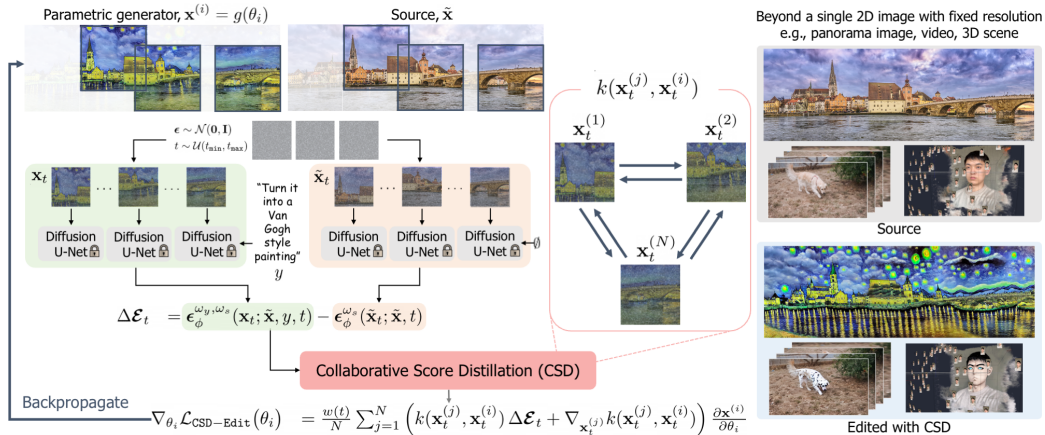 Parametric generator, x^(i) = g(θ_i)
Source, x̃
ϵ ∼ N(0, I)
t ∼ U(t_min, t_max)
x_t
· · ·
· · ·
x̃_t
· · ·
· · ·
Diffusion U-Net
Diffusion U-Net
Diffusion U-Net
"Turn it
into a
Van
Gogh
style
painting"
y
Diffusion U-Net
Diffusion U-Net
Diffusion U-Net
∅
Δℰ_t = ϵ_ϕ^{ω_y,ω_s}(x_t; x̃, y, t) − ϵ_ϕ^{ω_s}(x̃_t; x̃, t)
Collaborative Score Distillation (CSD)
Backpropagate
∇_{θ_i} ℒ_{CSD−Edit}(θ_i) = w(t)/N ∑_{j=1}^{N} ( k(x_t^(j), x_t^(i)) Δℰ_t + ∇_{x_t^(j)} k(x_t^(j), x_t^(i)) ) ∂x^(i)/∂θ_i
k(x_t^(j), x_t^(i))
x_t^(1)
x_t^(2)
x_t^(N)
Beyond a single 2D image with fixed resolution
e.g., panorama image, video, 3D scene
Source
Edited with CSD